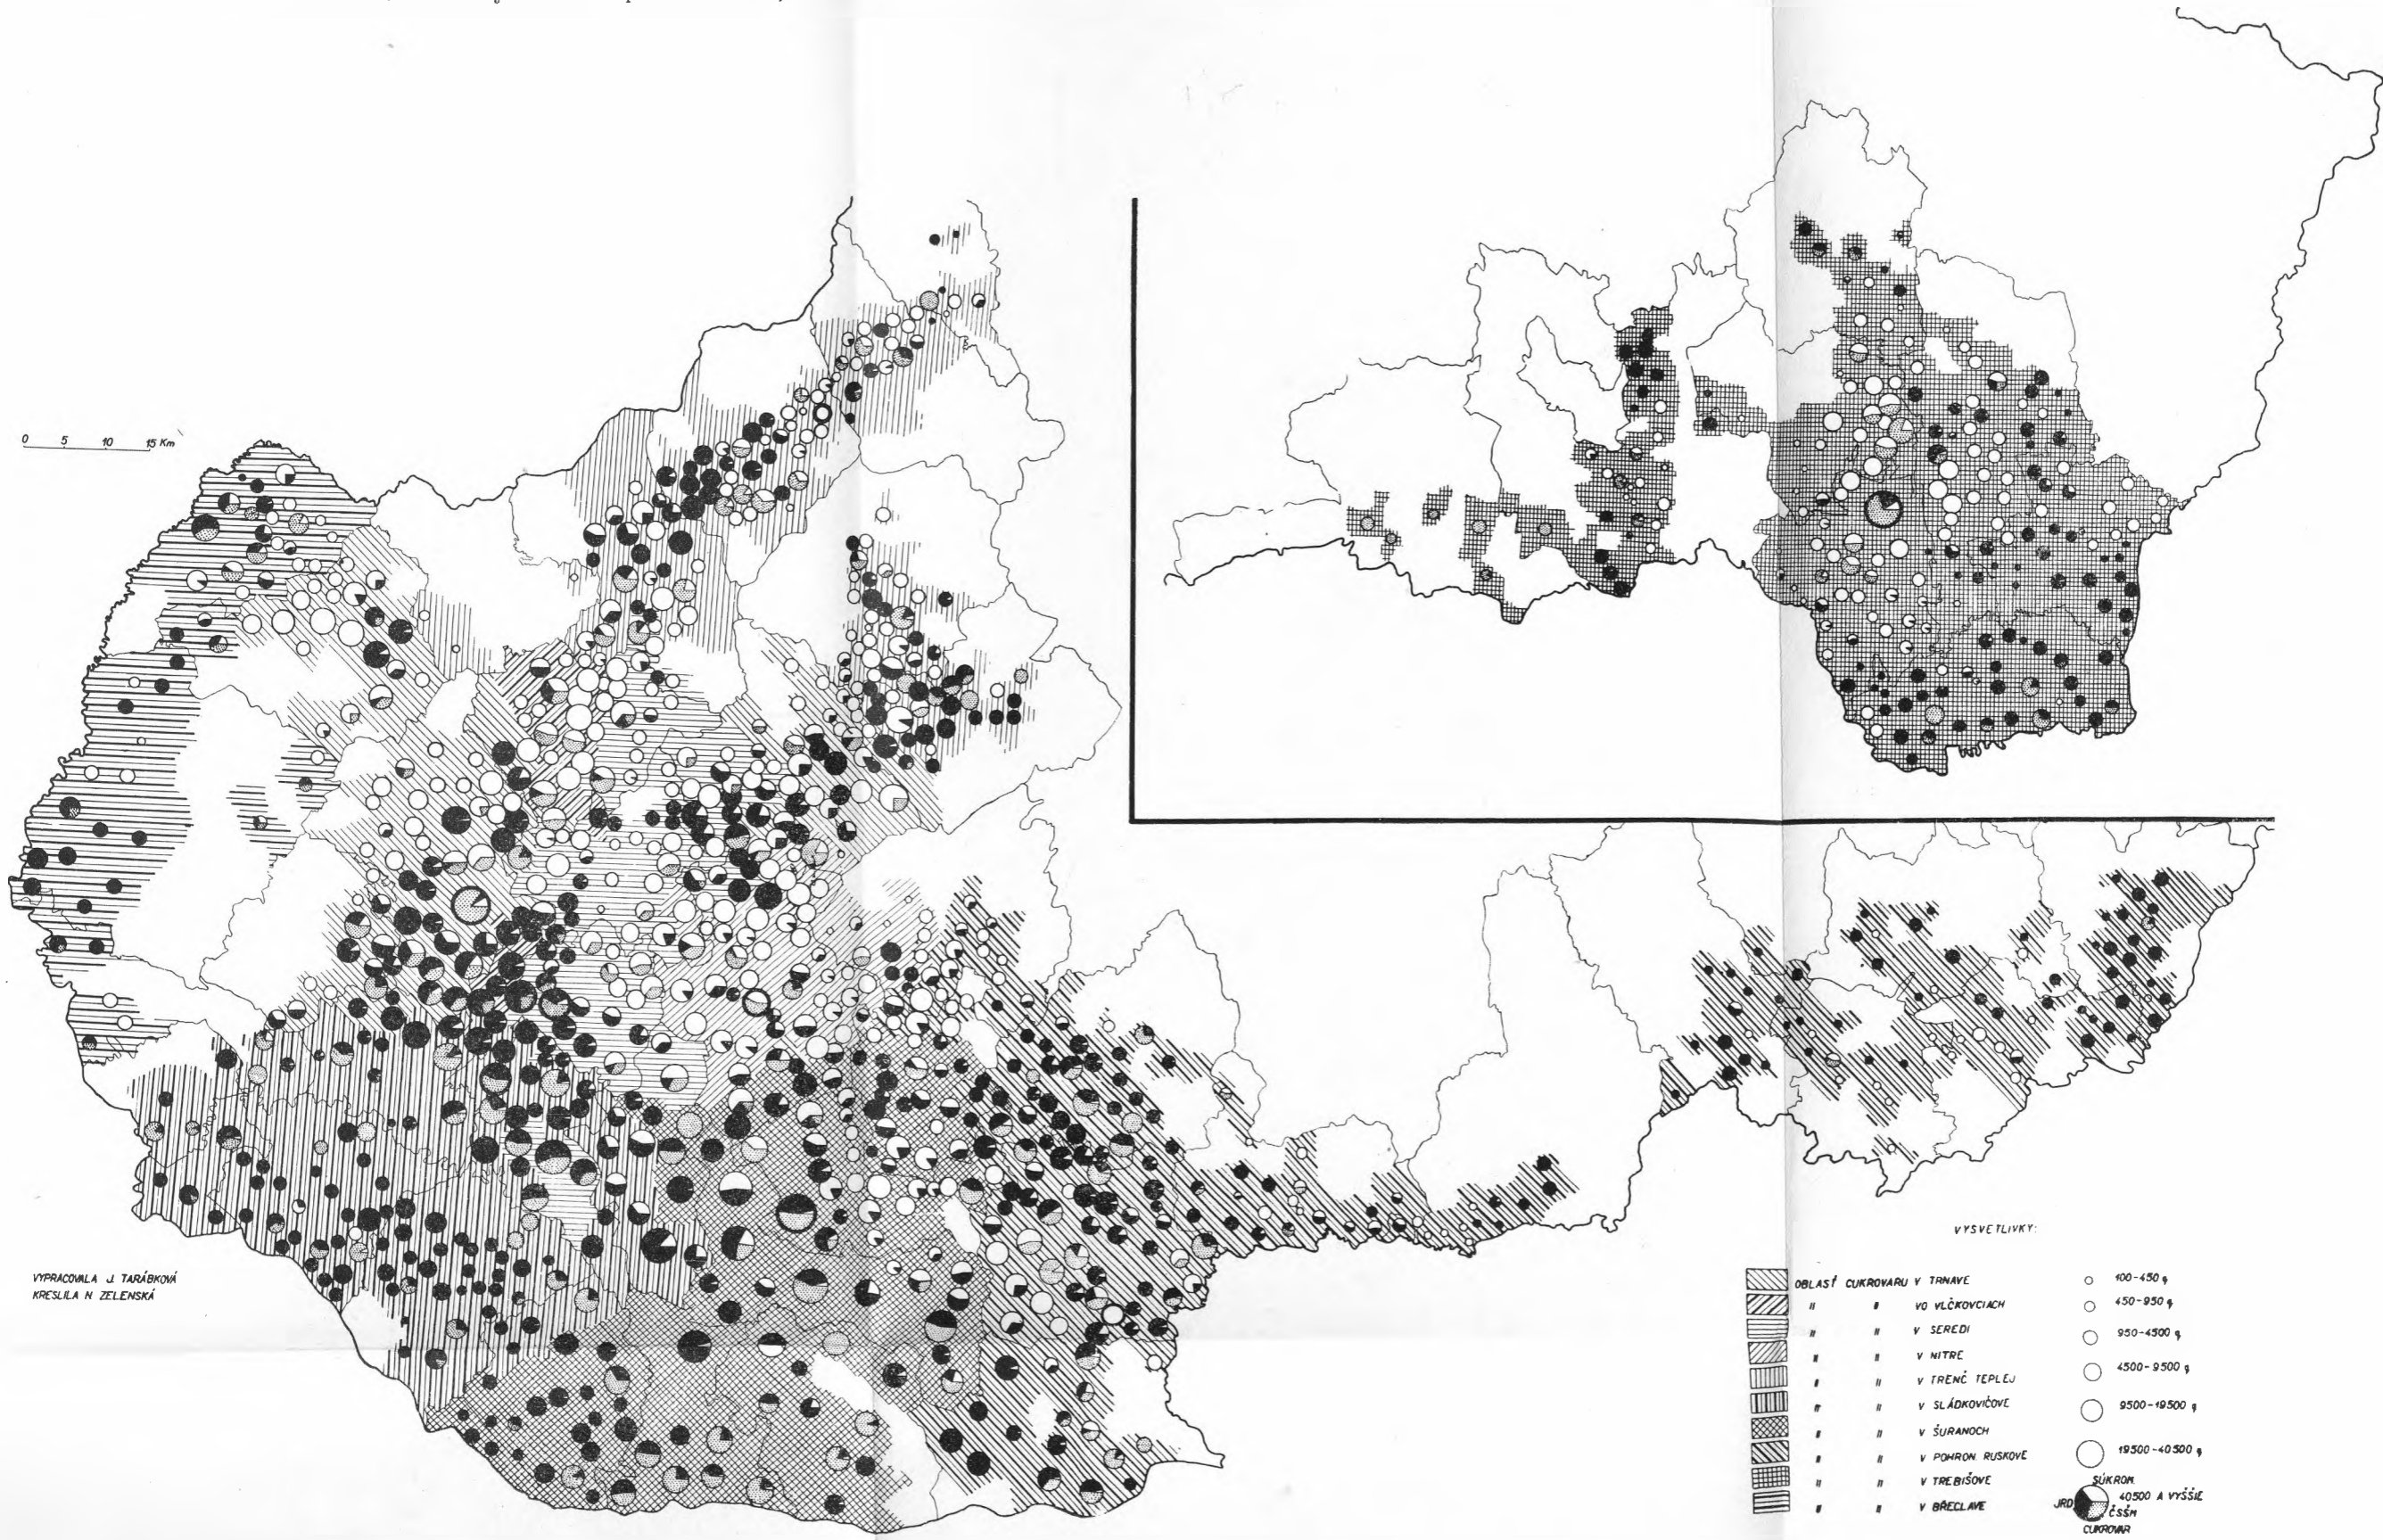 0 5 10 15 Km
VYPRACOVALA J. TARÁBKOVÁ
KRESLILA N ZELENSKÁ
VYSVETLIVKY:
OBLASŤ CUKROVARU V TRNAVE
" " VO VLČKOVCIACH
" " V SEREDI
" " V NITRE
" " V TRENČ TEPLEJ
" " V SLÁDKOVIČOVE
" " V ŠURANOCH
" " V POHRON. RUSKOVE
" " V TREBIŠOVE
" " V BŘECLAVE
100-450 q
450-950 q
950-4500 q
4500-9500 q
9500-19500 q
19500-40500 q
SÚKROM.
40500 A VYŠŠIE
JRD
ČSŠM
CUKROVAR